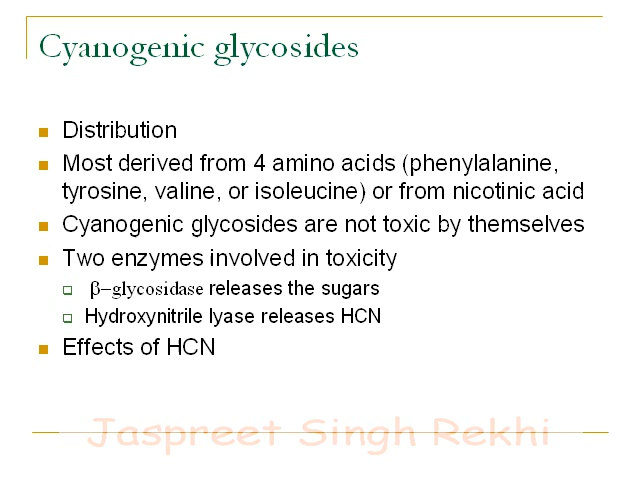 Cyanogenic glycosides
Distribution
Most derived from 4 amino acids (phenylalanine,
tyrosine, valine, or isoleucine) or from nicotinic acid
Cyanogenic glycosides are not toxic by themselves
Two enzymes involved in toxicity
β–glycosidase releases the sugars
Hydroxynitrile lyase releases HCN
Effects of HCN
Jaspreet Singh Rekhi